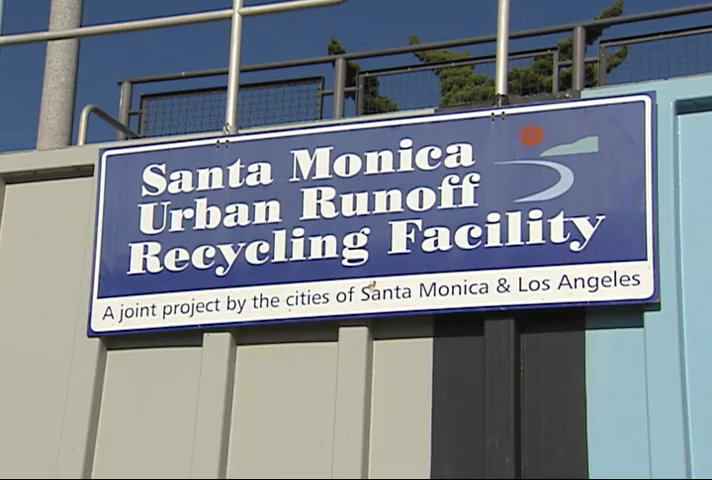 Santa Monica
Urban Runoff
Recycling Facility
A joint project by the cities of Santa Monica & Los Angeles